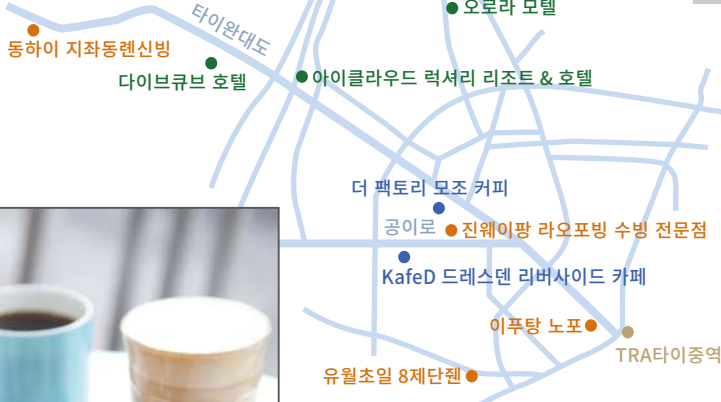 오로라 모텔
타이완대도
동하이 지좌동롄신빙
다이브큐브 호텔
아이클라우드 럭셔리 리조트 & 호텔
더 팩토리 모조 커피
공이로
진웨이팡 라오포빙 수빙 전문점
KafeD 드레스덴 리버사이드 카페
이푸탕 노포
TRA타이중역
유월초일 8제단줸